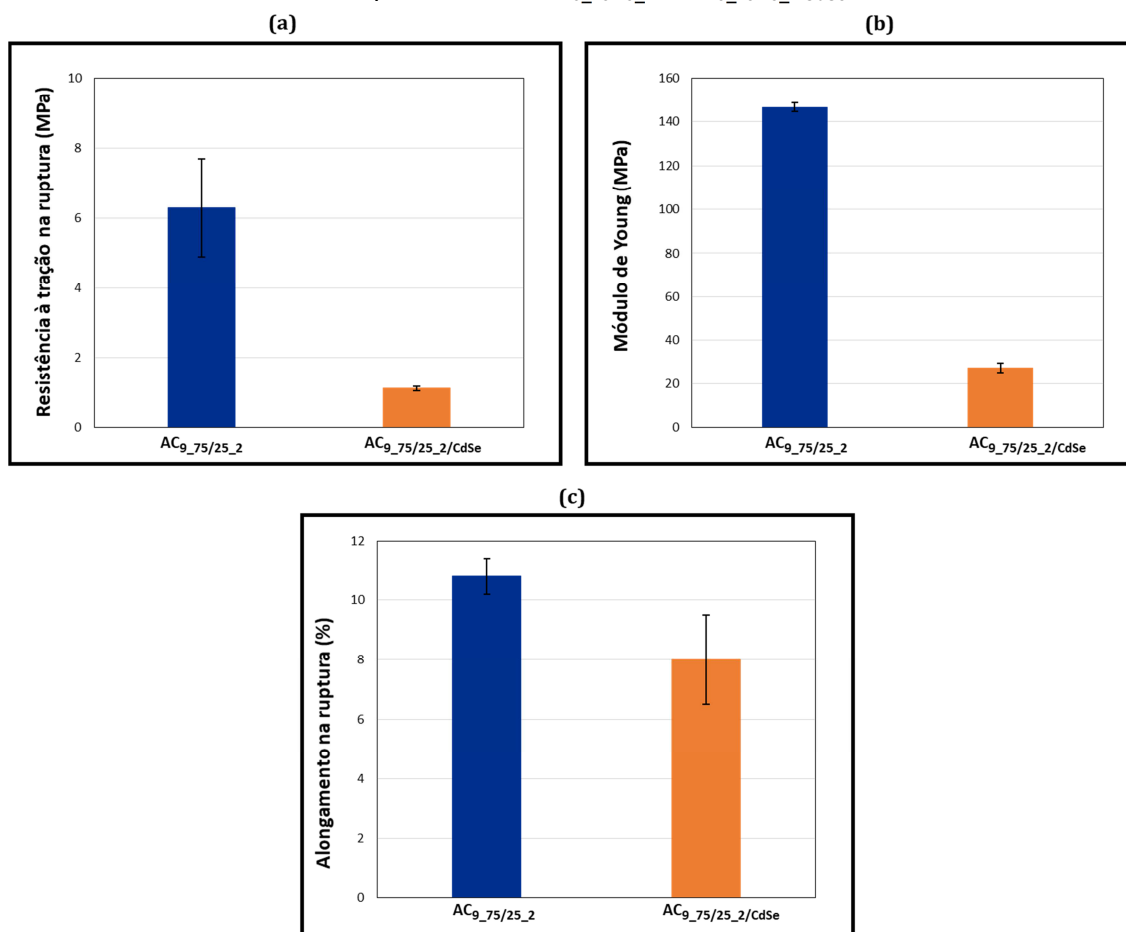 (a)
Resistência à tração na ruptura (MPa)
10
8
6
4
2
0
AC9_75/25_2
AC9_75/25_2/CdSe
(b)
Módulo de Young (MPa)
160
140
120
100
80
60
40
20
0
AC9_75/25_2
AC9_75/25_2/CdSe
(c)
Alongamento na ruptura (%)
12
10
8
6
4
2
0
AC9_75/25_2
AC9_75/25_2/CdSe